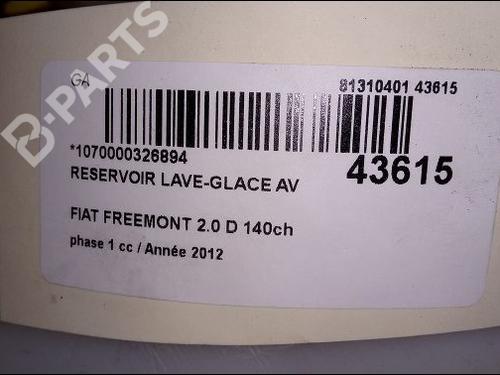 GA
81310401 43615
*1070000326894
43615
RESERVOIR LAVE-GLACE AV
FIAT FREEMONT 2.0 D 140ch
phase 1 cc / Année 2012
B-PARTS